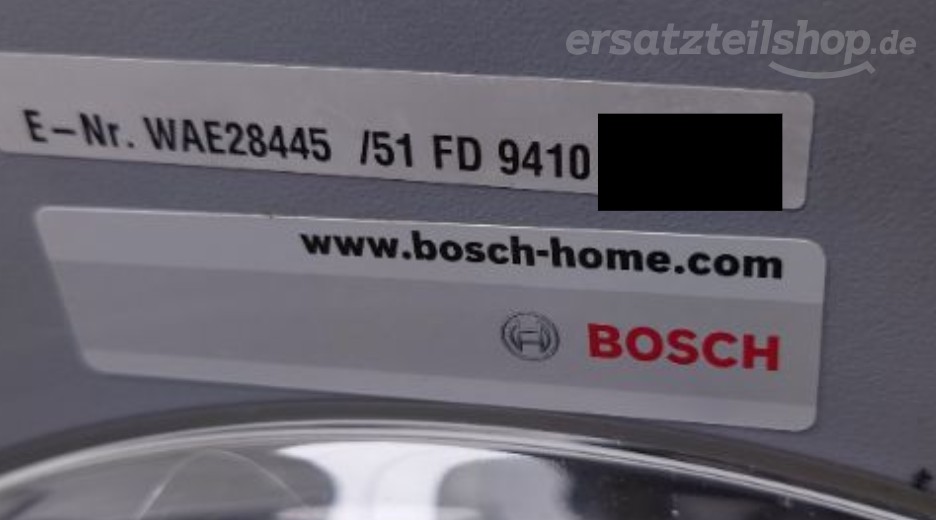 ersatzteilshop.de
E-Nr. WAE28445 /51 FD 9410
www.bosch-home.com
BOSCH